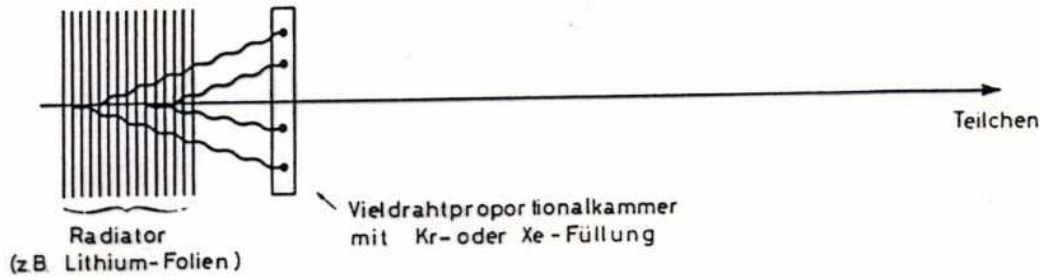 Teilchen
Vieldrahtproportionalkammer
mit Kr- oder Xe-Füllung
Radiator
(z.B. Lithium-Folien)